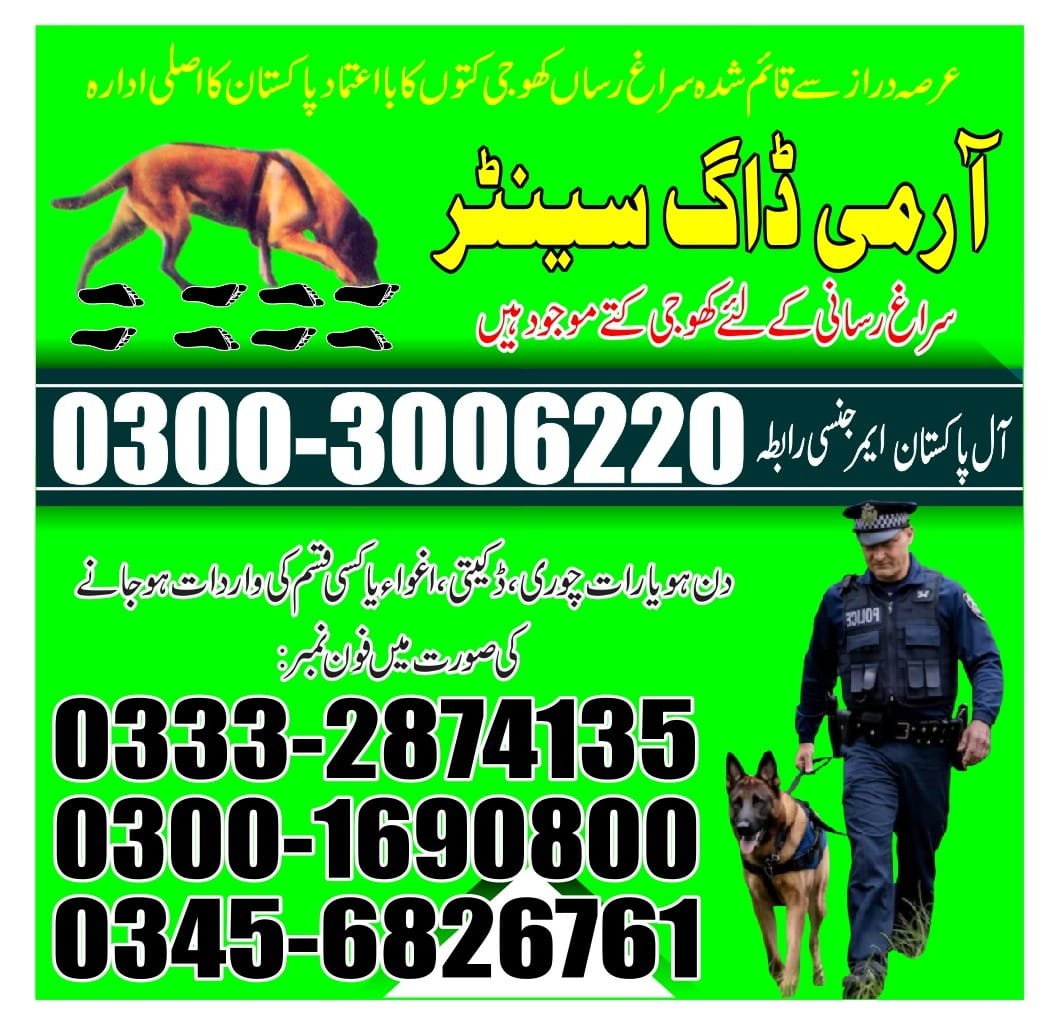 عرصہ دراز سے قائم شدہ سراغ رساں کھوجی کتوں کا بااعتماد پاکستان کا اصلی ادارہ
آرمی ڈاگ سینٹر
سراغ رسانی کے لئے کھوجی کتے موجود ہیں
آل پاکستان ایمرجنسی رابطہ 0300-3006220
دن ہو یا رات چوری، ڈکیتی، اغواء یا کسی قسم کی واردات ہو جانے
کی صورت میں فون نمبر:
0333-2874135
0300-1690800
0345-6826761
POLICE